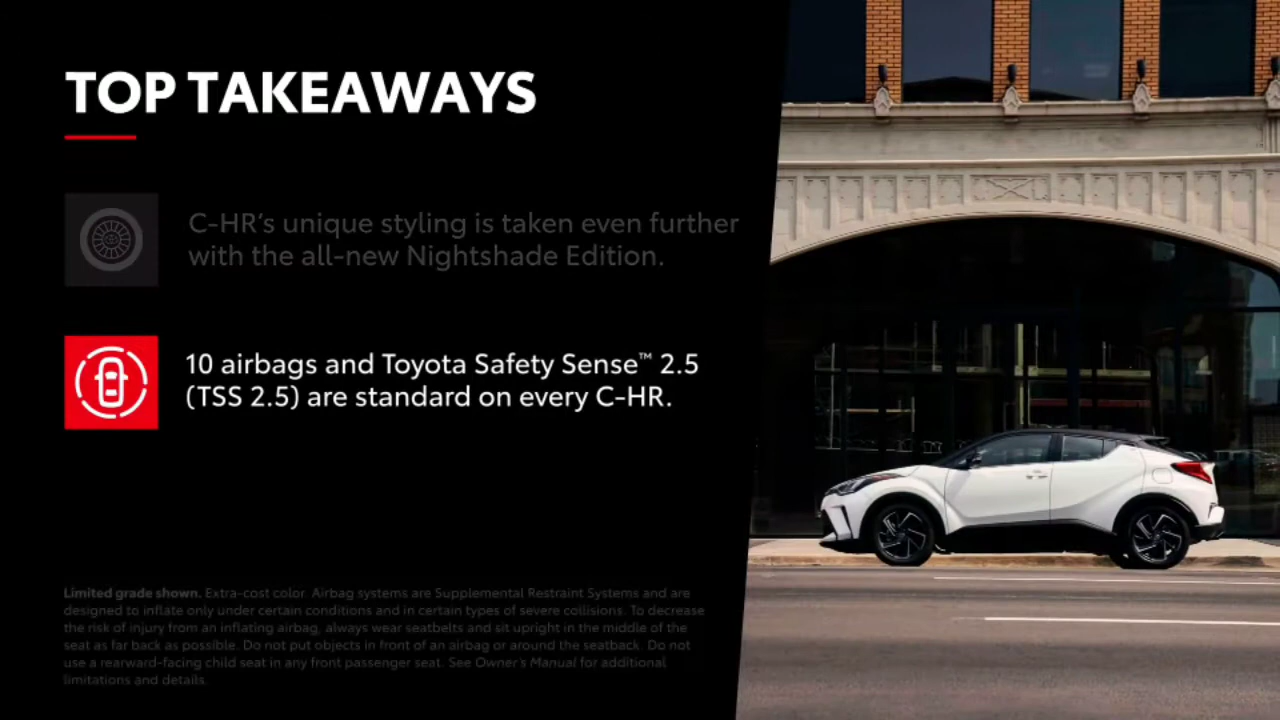 TOP TAKEAWAYS
C-HR's unique styling is taken even further
with the all-new Nightshade Edition.
10 airbags and Toyota Safety Sense™ 2.5
(TSS 2.5) are standard on every C-HR.
Limited grade shown. Extra-cost color. Airbag systems are Supplemental Restraint Systems and are
designed to inflate only under certain conditions and in certain types of severe collisions. To decrease
the risk of injury from an inflating airbag, always wear seatbelts and sit upright in the middle of the
seat as far back as possible. Do not put objects in front of an airbag or around the seatback. Do not
use a rearward-facing child seat in any front passenger seat. See Owner's Manual for additional
limitations and details.